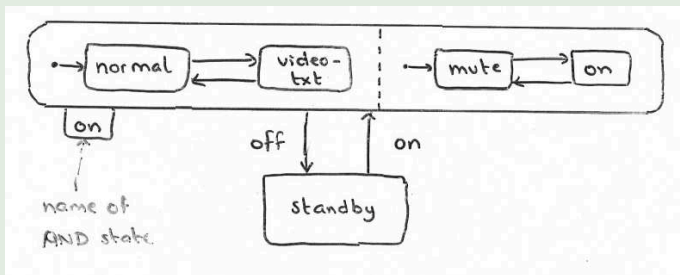 normal
video-
txt
mute
on
on
off
on
standby
name of
AND state